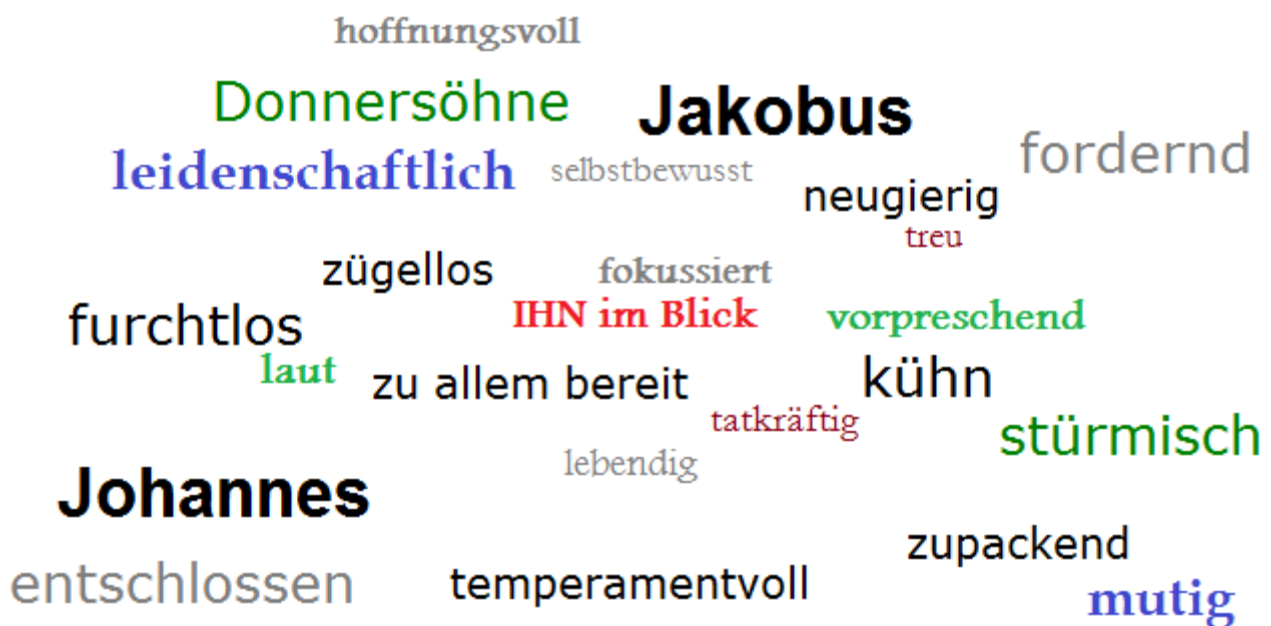 hoffnungsvoll
Donnersöhne
Jakobus
fordernd
leidenschaftlich
selbstbewusst
neugierig
treu
zügellos
fokussiert
IHN im Blick
vorpreschend
furchtlos
laut
zu allem bereit
kühn
tatkräftig
stürmisch
lebendig
Johannes
zupackend
entschlossen
temperamentvoll
mutig